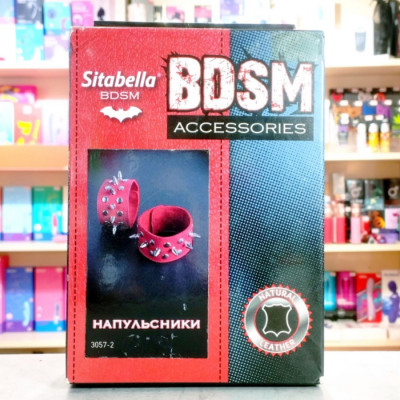 Sitabella®
BDSM
BDSM
ACCESSORIES
НАПУЛЬСНИКИ
3057-2
NATURAL
LEATHER